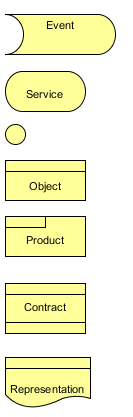 Event
Service
Object
Product
Contract
Representation